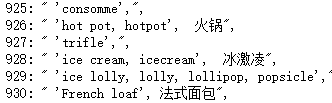 925: " 'consomme',",
926: " 'hot pot, hotpot', 火锅",
927: " 'trifle',",
928: " 'ice cream, icecream', 冰激凌",
929: " 'ice lolly, lolly, lollipop, popsicle',"
930: " 'French loaf', 法式面包",